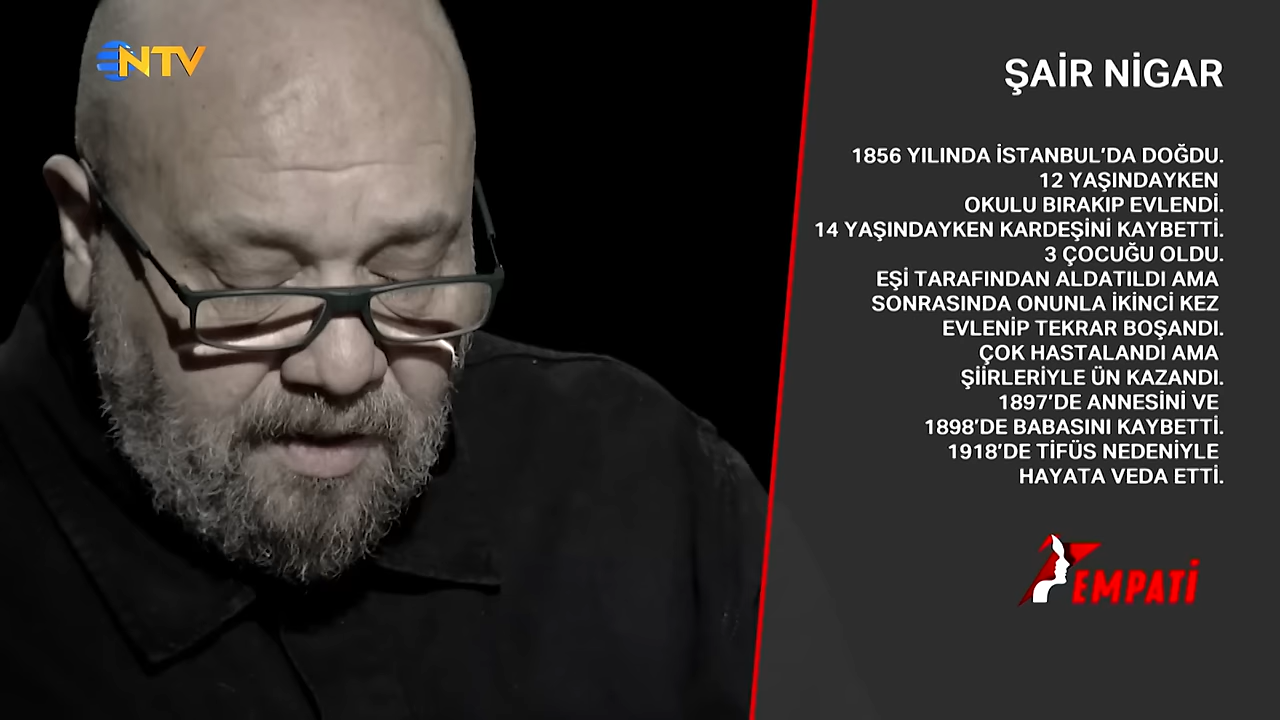 NTV
ŞAİR NİGAR
1856 YILINDA İSTANBUL'DA DOĞDU.
12 YAŞINDAYKEN
OKULU BIRAKIP EVLENDİ.
14 YAŞINDAYKEN KARDEŞİNİ KAYBETTİ.
3 ÇOCUĞU OLDU.
EŞİ TARAFINDAN ALDATILDI AMA
SONRASINDA ONUNLA İKİNCİ KEZ
EVLENİP TEKRAR BOŞANDI.
ÇOK HASTALANDI AMA
ŞİİRLERİYLE ÜN KAZANDI.
1897'DE ANNESİNİ VE
1898'DE BABASINI KAYBETTİ.
1918'DE TİFÜS NEDENİYLE
HAYATA VEDA ETTİ.
EMPATİ